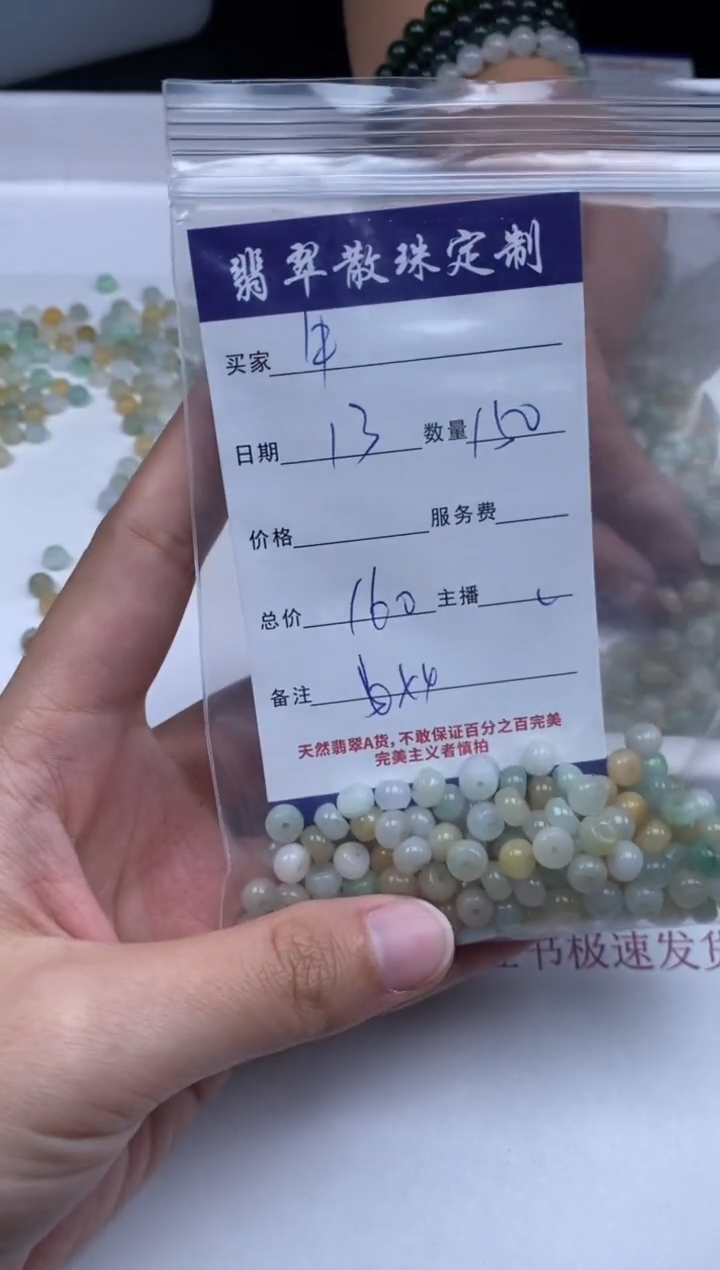 翡翠散珠定制
买家
日期 13 数量 150
价格 服务费
总价 160 主播
备注
天然翡翠A货，不敢保证百分之百完美
完美主义者慎拍
书极速发货